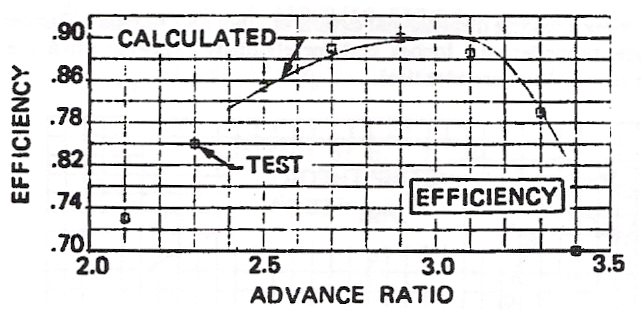 .90
CALCULATED
.86
.78
.82
TEST
.74
EFFICIENCY
EFFICIENCY
.70
2.0
2.5
3.0
3.5
ADVANCE RATIO